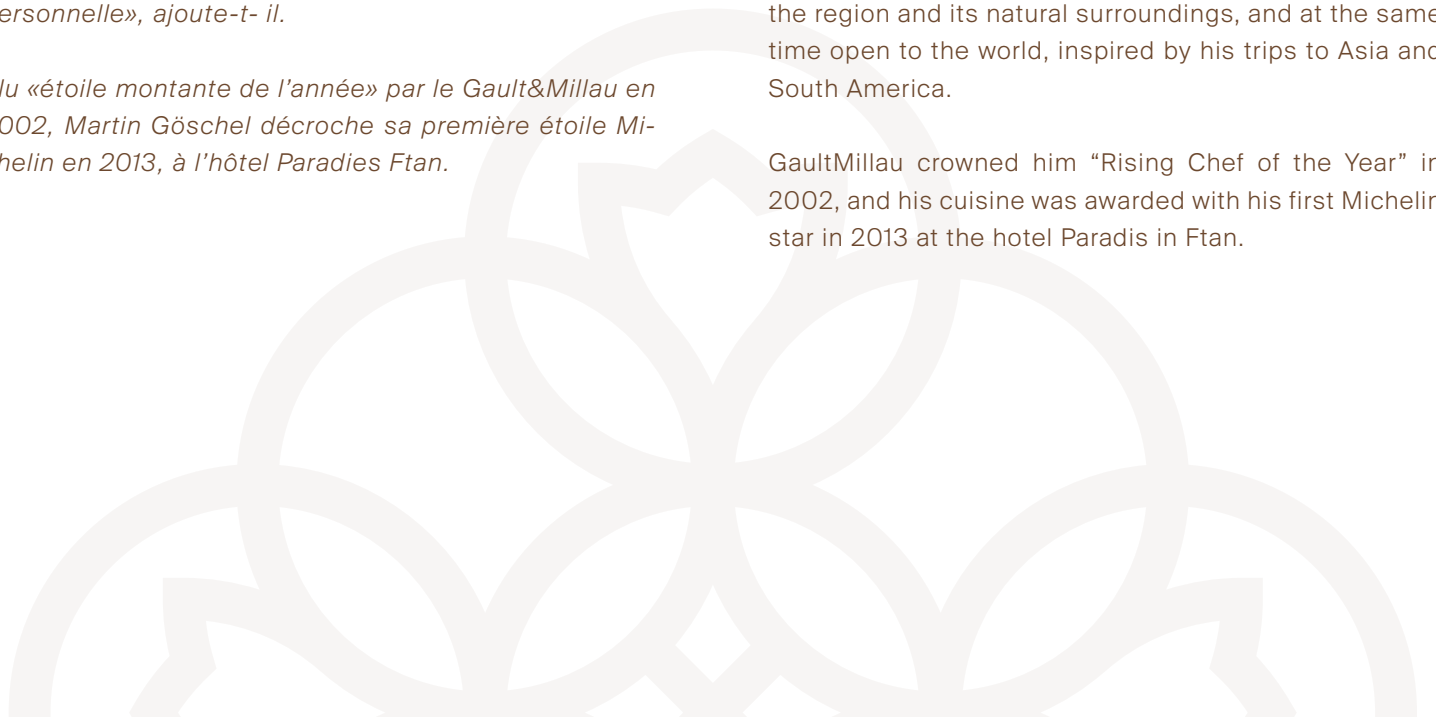 ersonnelle», ajoute-t- il.
lu «étoile montante de l’année» par le Gault&Millau en
002, Martin Göschel décroche sa première étoile Mi-
helin en 2013, à l’hôtel Paradies Ftan.
the region and its natural surroundings, and at the same
time open to the world, inspired by his trips to Asia and
South America.
GaultMillau crowned him “Rising Chef of the Year” in
2002, and his cuisine was awarded with his first Michelin
star in 2013 at the hotel Paradis in Ftan.